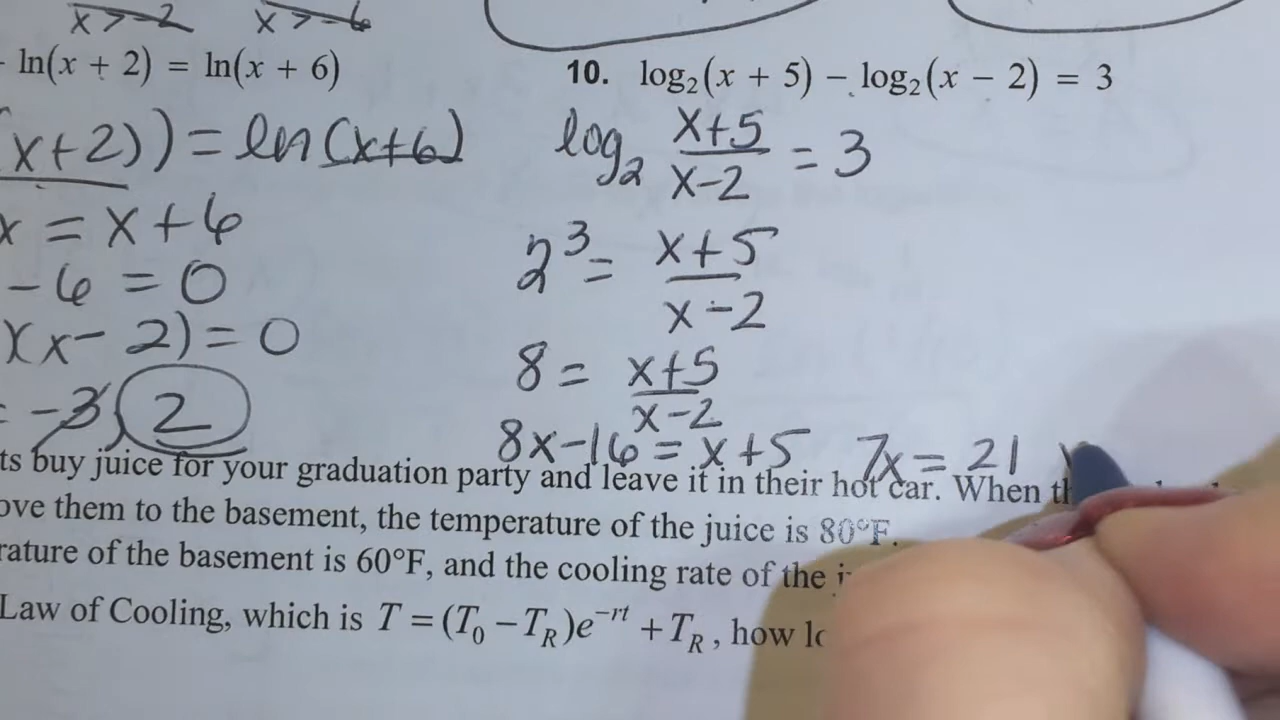 x > -2 x > -6
ln(x + 2) = ln(x + 6)
x+2)) = ln(x+6)
x = x+6
-6 = 0
)(x-2) = 0
= -3, 2
10. log₂(x + 5) − log₂(x − 2) = 3
log₂ (x+5)/(x-2) = 3
2³ = (x+5)/(x-2)
8 = (x+5)/(x-2)
8x-16 = x+5 7x = 21
ts buy juice for your graduation party and leave it in their hot car. When
ove them to the basement, the temperature of the juice is 80°F.
rature of the basement is 60°F, and the cooling rate of the
Law of Cooling, which is T = (T₀ − T_R)e^(−rt) + T_R, how